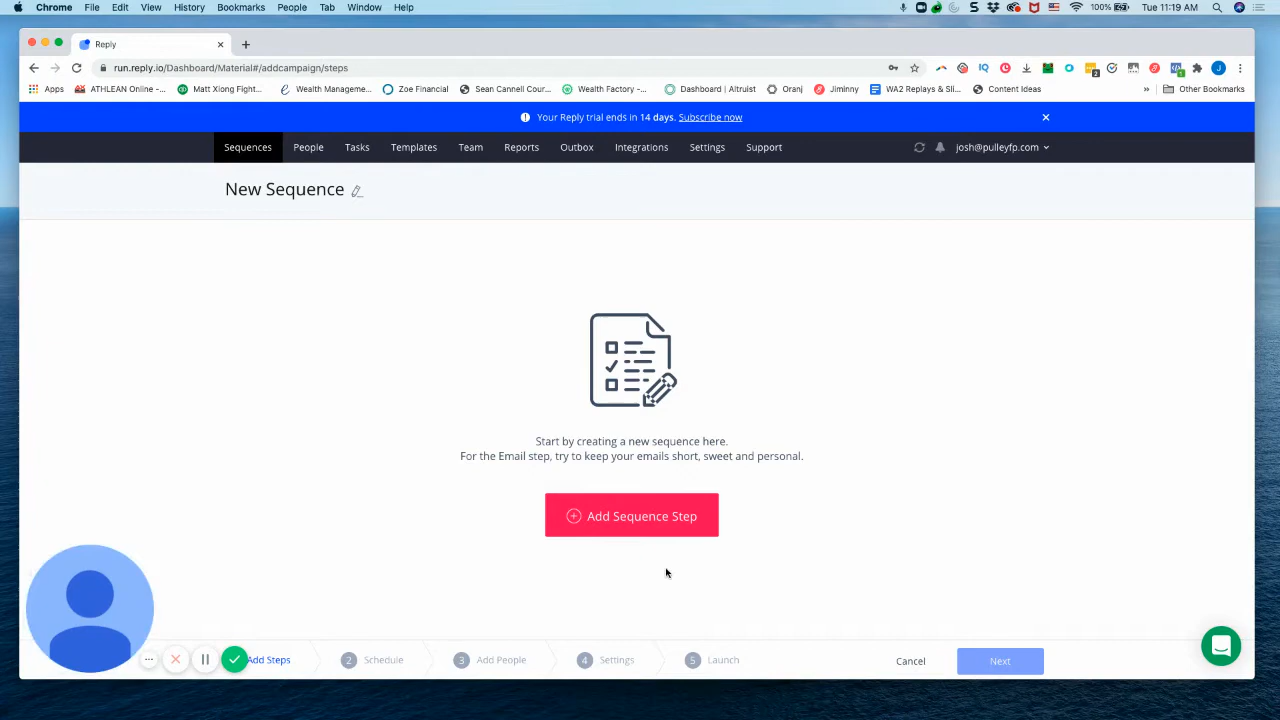 Chrome File Edit View History Bookmarks People Tab Window Help 100% Tue 11:19 AM
Reply
run.reply.io/Dashboard/Material#/addcampaign/steps
Apps ATHLEAN Online -... Matt Xiong Fight... Wealth Manageme... Zoe Financial Sean Cannell Cour... Wealth Factory -... Dashboard | Altruist Oranj Jiminny WA2 Replays & Sli... Content Ideas » Other Bookmarks
Your Reply trial ends in 14 days. Subscribe now
Sequences People Tasks Templates Team Reports Outbox Integrations Settings Support josh@pulleyfp.com
New Sequence
Start by creating a new sequence here.
For the Email step, try to keep your emails short, sweet and personal.
Add Sequence Step
Add Steps 2 Schedule 3 Add People 4 Settings 5 Launch Cancel Next